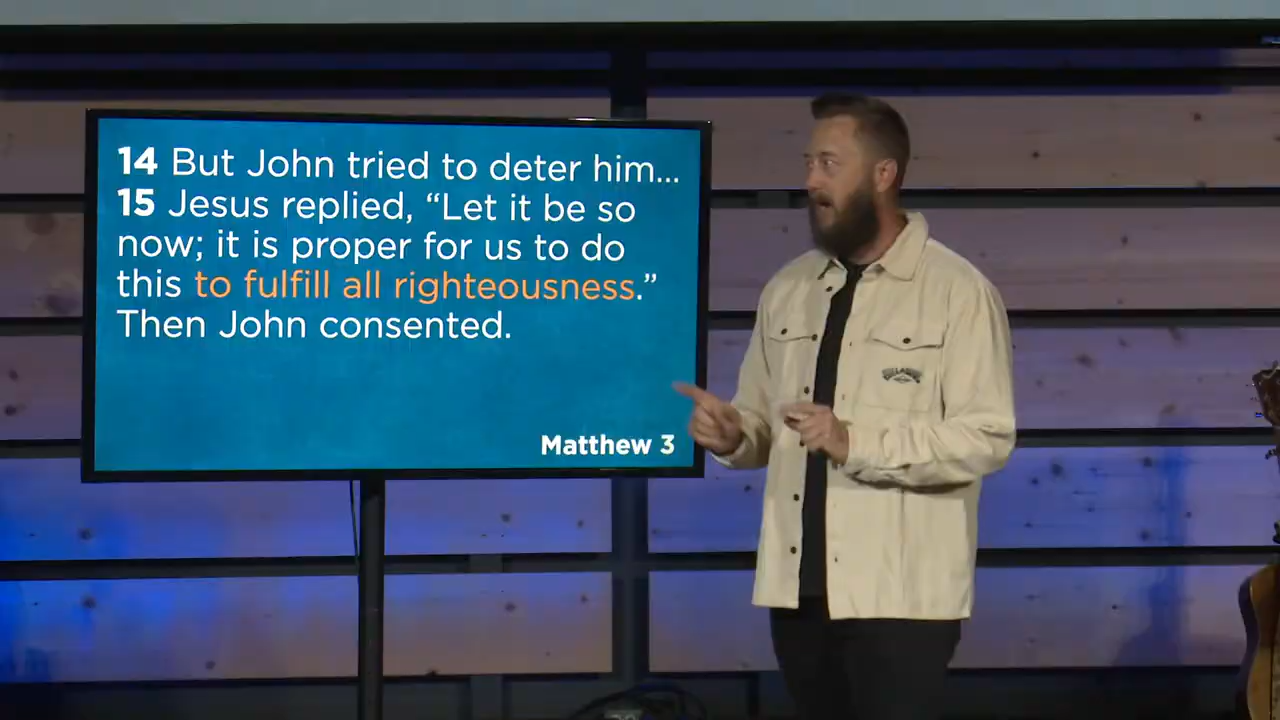 14 But John tried to deter him...
15 Jesus replied, “Let it be so
now; it is proper for us to do
this to fulfill all righteousness.”
Then John consented.
Matthew 3
BILLABONG